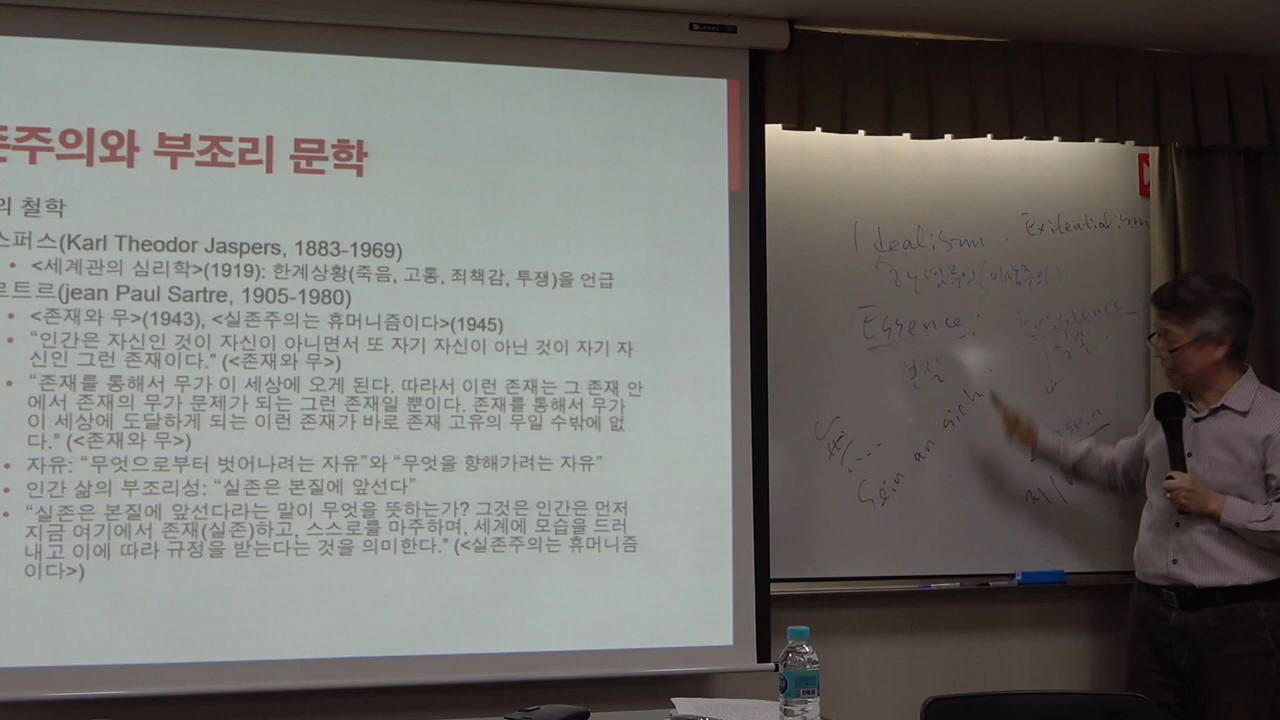 존주의와 부조리 문학
의 철학
스퍼스(Karl Theodor Jaspers, 1883-1969)
• <세계관의 심리학>(1919): 한계상황(죽음, 고통, 죄책감, 투쟁)을 언급
르트르(jean Paul Sartre, 1905-1980)
• <존재와 무>(1943), <실존주의는 휴머니즘이다>(1945)
• “인간은 자신인 것이 자신이 아니면서 또 자기 자신이 아닌 것이 자기 자
신인 그런 존재이다.” (<존재와 무>)
• “존재를 통해서 무가 이 세상에 오게 된다. 따라서 이런 존재는 그 존재 안
에서 존재의 무가 문제가 되는 그런 존재일 뿐이다. 존재를 통해서 무가
이 세상에 도달하게 되는 이런 존재가 바로 존재 고유의 무일 수밖에 없
다.” (<존재와 무>)
• 자유: “무엇으로부터 벗어나려는 자유”와 “무엇을 향해가려는 자유”
• 인간 삶의 부조리성: “실존은 본질에 앞선다”
• “실존은 본질에 앞선다라는 말이 무엇을 뜻하는가? 그것은 인간은 먼저
지금 여기에서 존재(실존)하고, 스스로를 마주하며, 세계에 모습을 드러
내고 이에 따라 규정을 받는다는 것을 의미한다.” (<실존주의는 휴머니즘
이다>)
Idealism. Existentialism
관념주의(이상주의)
Essence : Existence
본질 실존
Sein an sich.